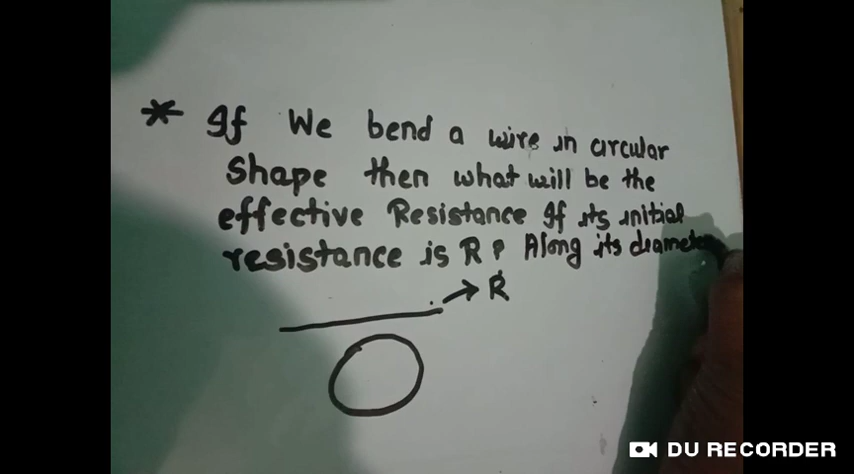 * If We bend a wire in circular
Shape then what will be the
effective Resistance If its initial
resistance is R? Along its diameter
→ R
DU RECORDER